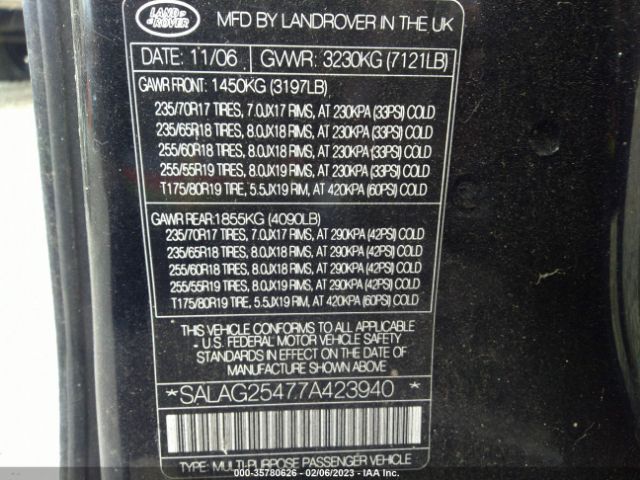 LAND
ROVER
MFD BY LANDROVER IN THE UK
DATE: 11/06 GVWR: 3230KG (7121LB)
GAWR FRONT: 1450KG (3197LB)
235/70R17 TIRES, 7.0JX17 RIMS, AT 230KPA (33PSI) COLD
235/65R18 TIRES, 8.0JX18 RIMS, AT 230KPA (33PSI) COLD
255/60R18 TIRES, 8.0JX18 RIMS, AT 230KPA (33PSI) COLD
255/55R19 TIRES, 8.0JX19 RIMS, AT 230KPA (33PSI) COLD
T175/80R19 TIRE, 5.5JX19 RIM, AT 420KPA (60PSI) COLD
GAWR REAR:1855KG (4090LB)
235/70R17 TIRES, 7.0JX17 RIMS, AT 290KPA (42PSI) COLD
235/65R18 TIRES, 8.0JX18 RIMS, AT 290KPA (42PSI) COLD
255/60R18 TIRES, 8.0JX18 RIMS, AT 290KPA (42PSI) COLD
255/55R19 TIRES, 8.0JX19 RIMS, AT 290KPA (42PSI) COLD
T175/80R19 TIRE, 5.5JX19 RIM, AT 420KPA (60PSI) COLD
THIS VEHICLE CONFORMS TO ALL APPLICABLE
U.S. FEDERAL MOTOR VEHICLE SAFETY
STANDARDS IN EFFECT ON THE DATE OF
MANUFACTURE SHOWN ABOVE
*SALAG25477A423940 *
TYPE: MULTI-PURPOSE PASSENGER VEHICLE
00-35780626 - 02/06/2023 - IAA Inc.